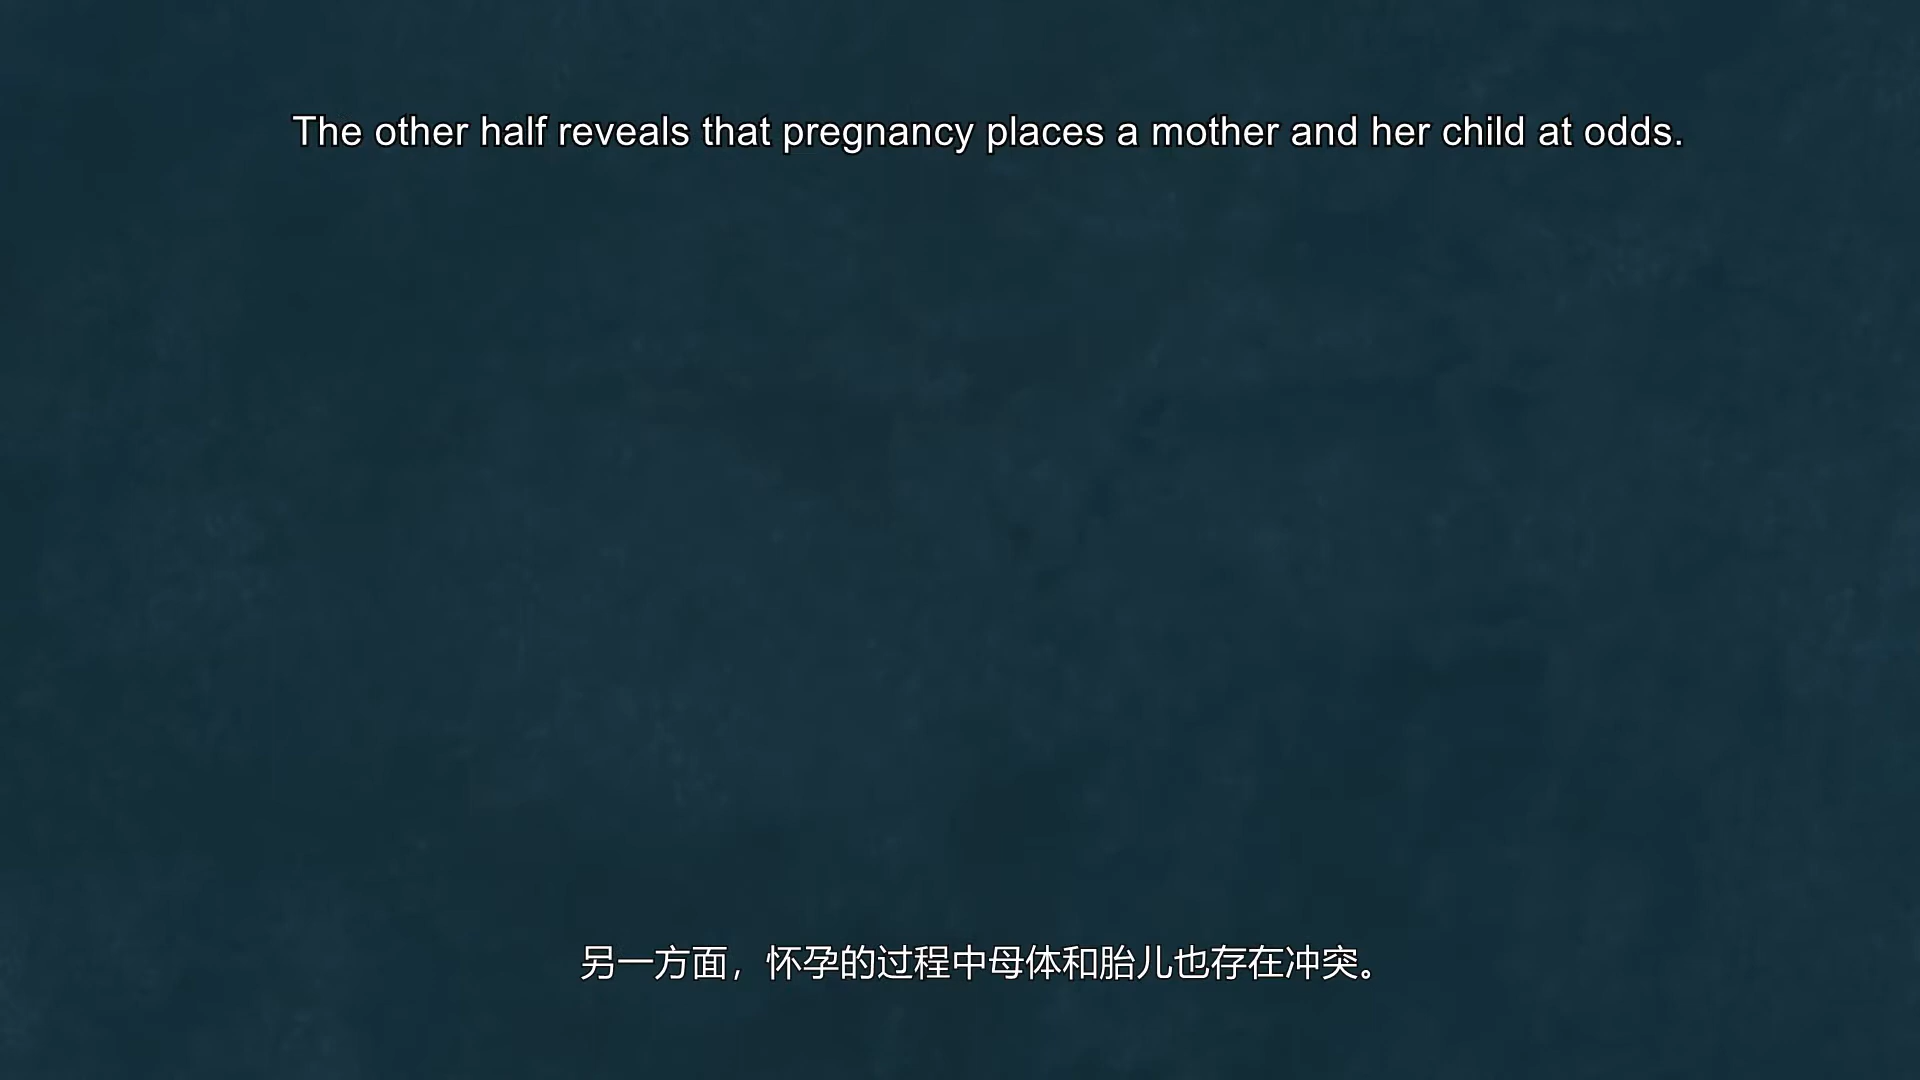 The other half reveals that pregnancy places a mother and her child at odds.
另一方面，怀孕的过程中母体和胎儿也存在冲突。